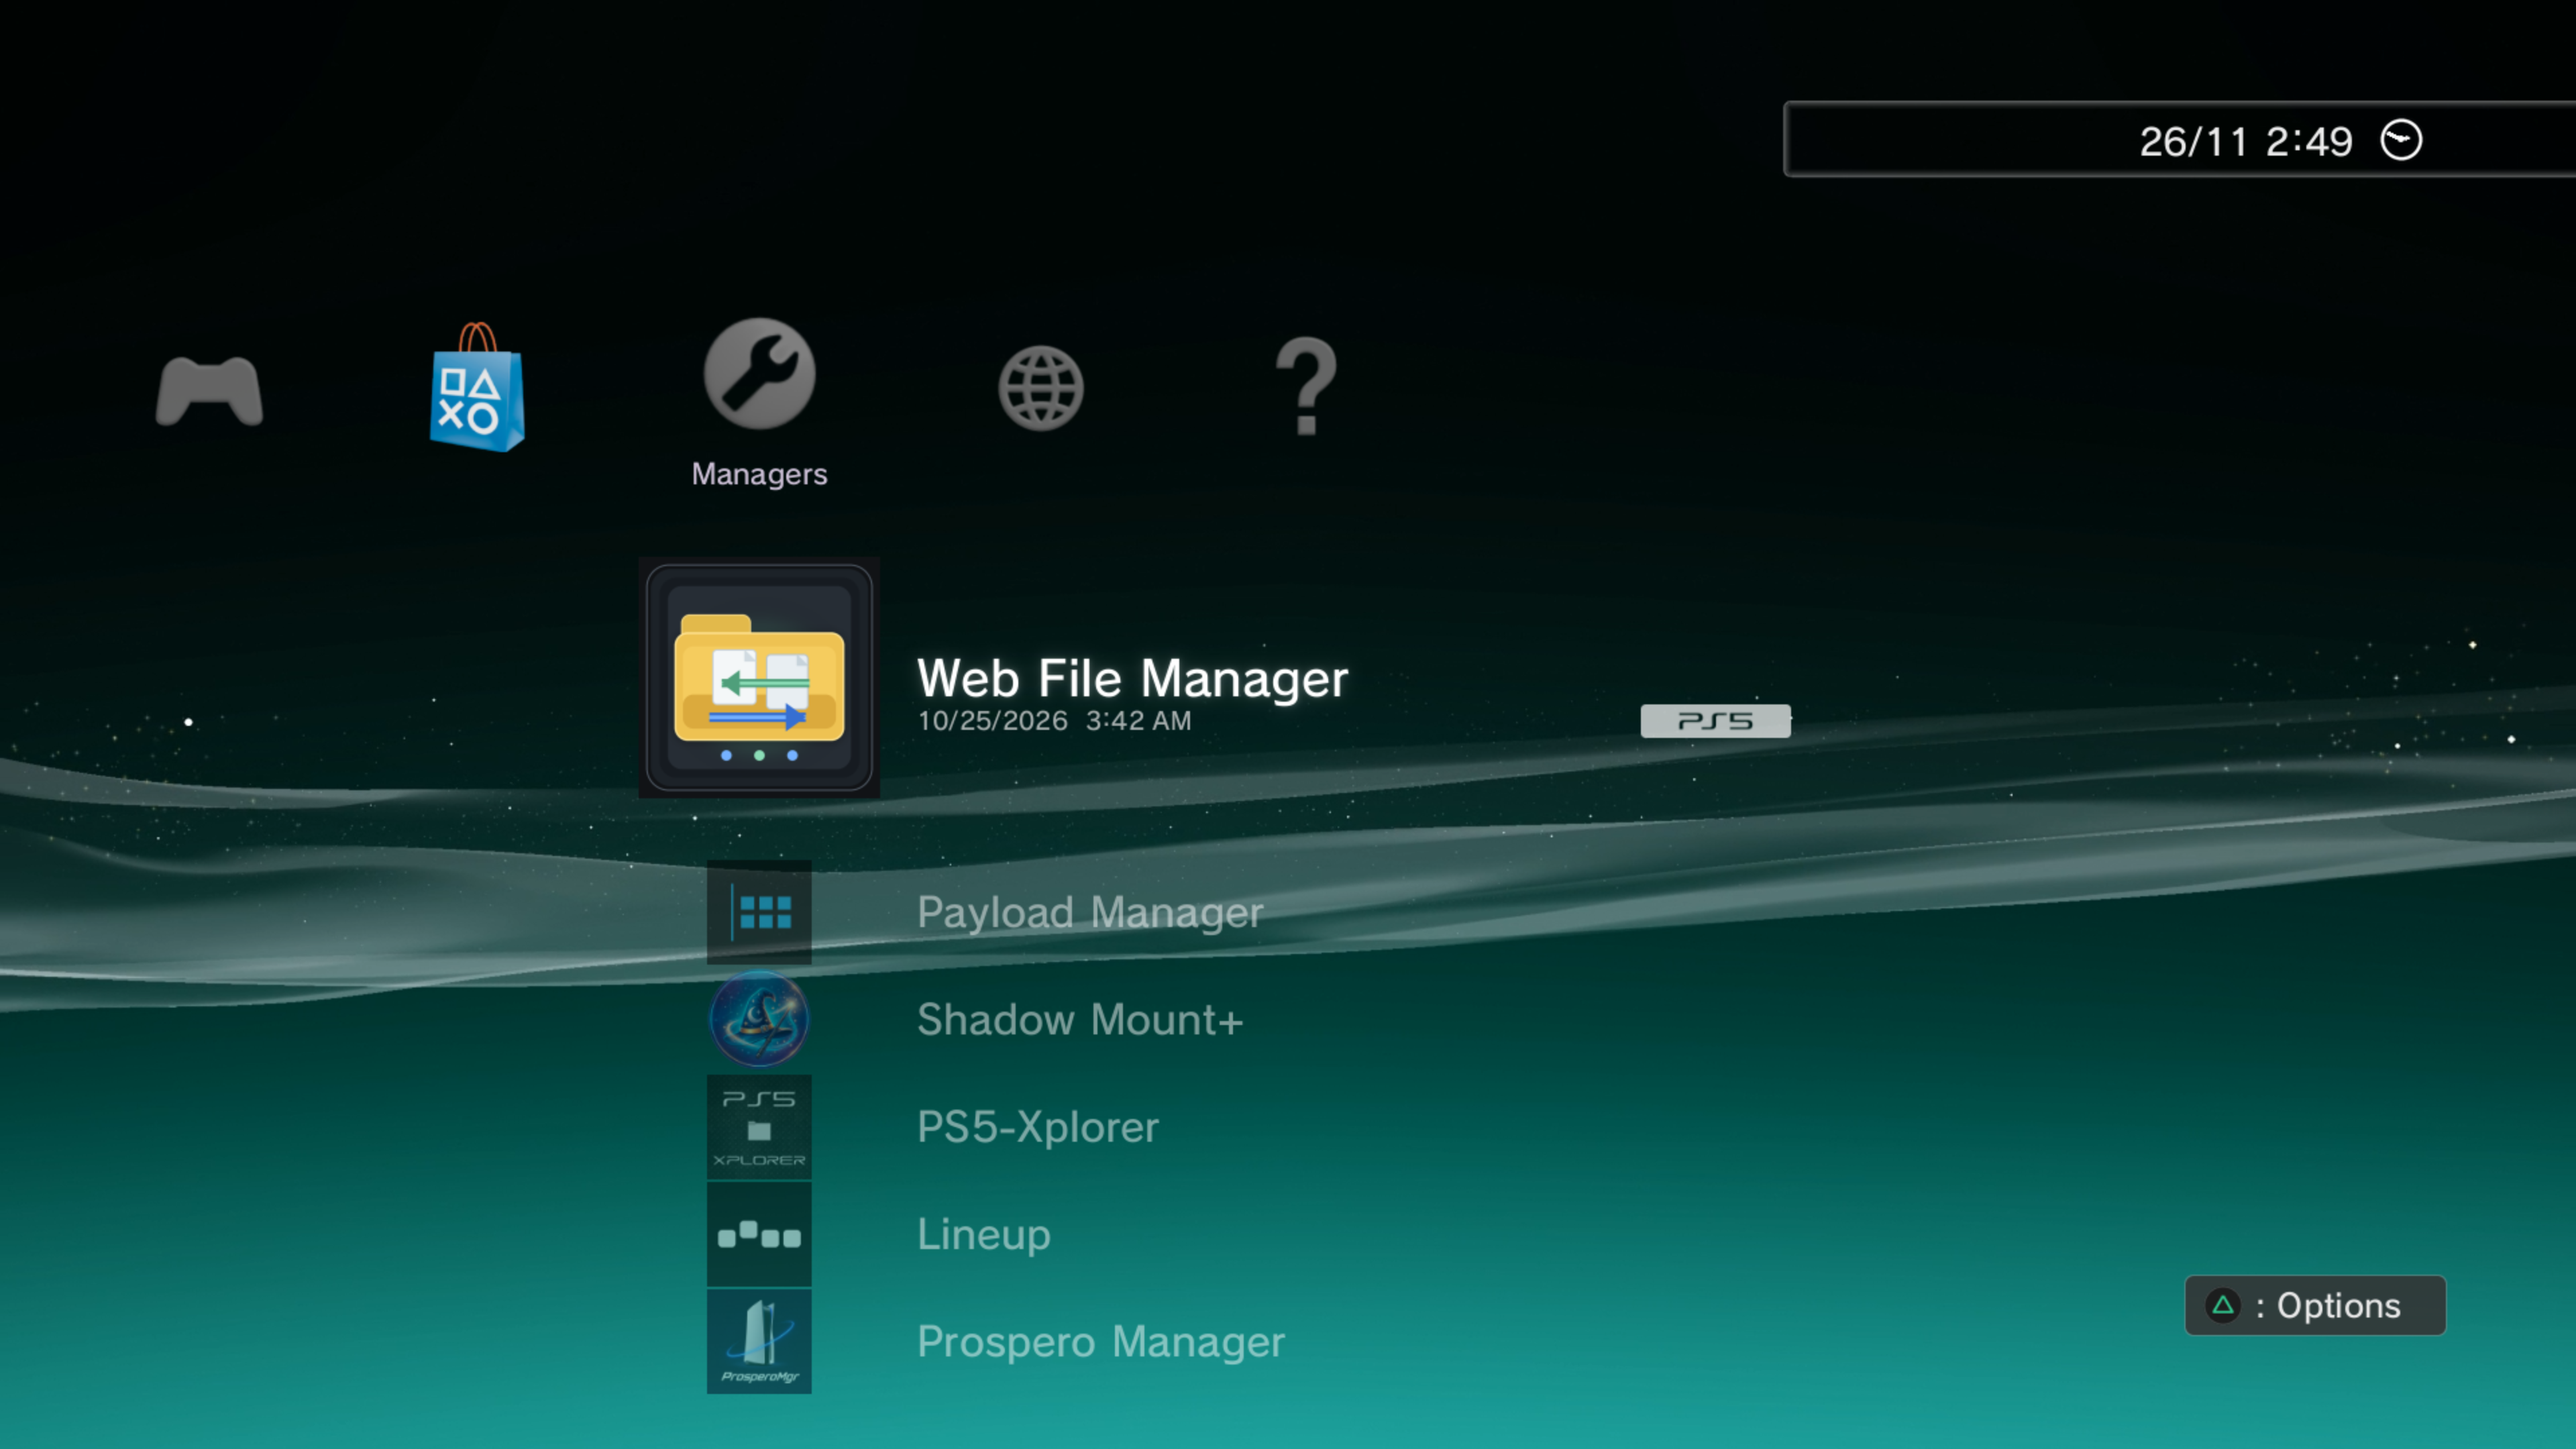 26/11 2:49
Managers
Web File Manager
10/25/2026 3:42 AM
PS5
Payload Manager
Shadow Mount+
PS5
XPLORER
PS5-Xplorer
Lineup
ProsperoMgr
Prospero Manager
: Options